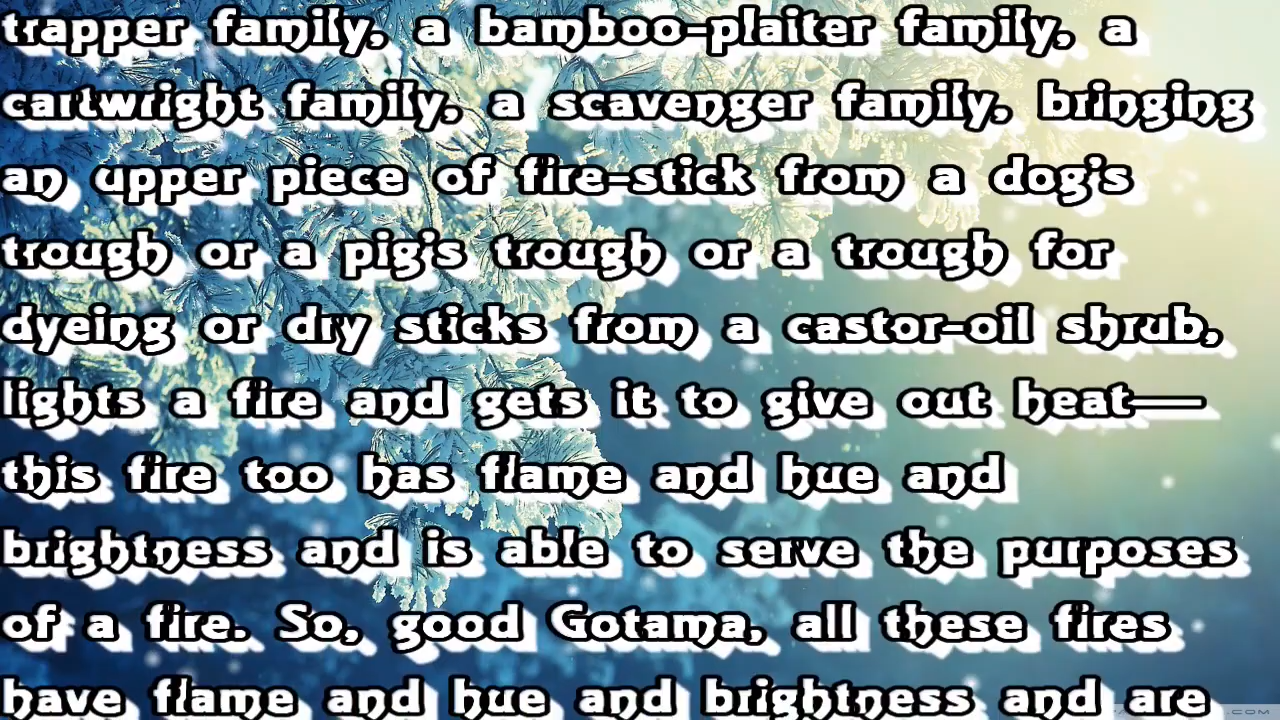 trapper family, a bamboo-plaiter family, a
cartwright family, a scavenger family, bringing
an upper piece of fire-stick from a dog's
trough or a pig's trough or a trough for
dyeing or dry sticks from a castor-oil shrub,
lights a fire and gets it to give out heat—
this fire too has flame and hue and
brightness and is able to serve the purposes
of a fire. So, good Gotama, all these fires
have flame and hue and brightness and are